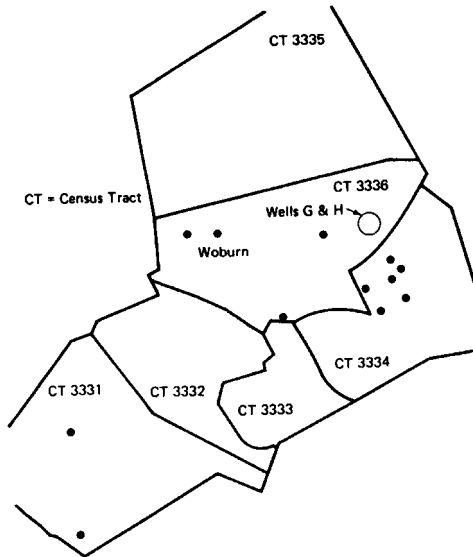 CT 3335
CT = Census Tract
CT 3336
Wells G & H
Woburn
CT 3331
CT 3332
CT 3333
CT 3334